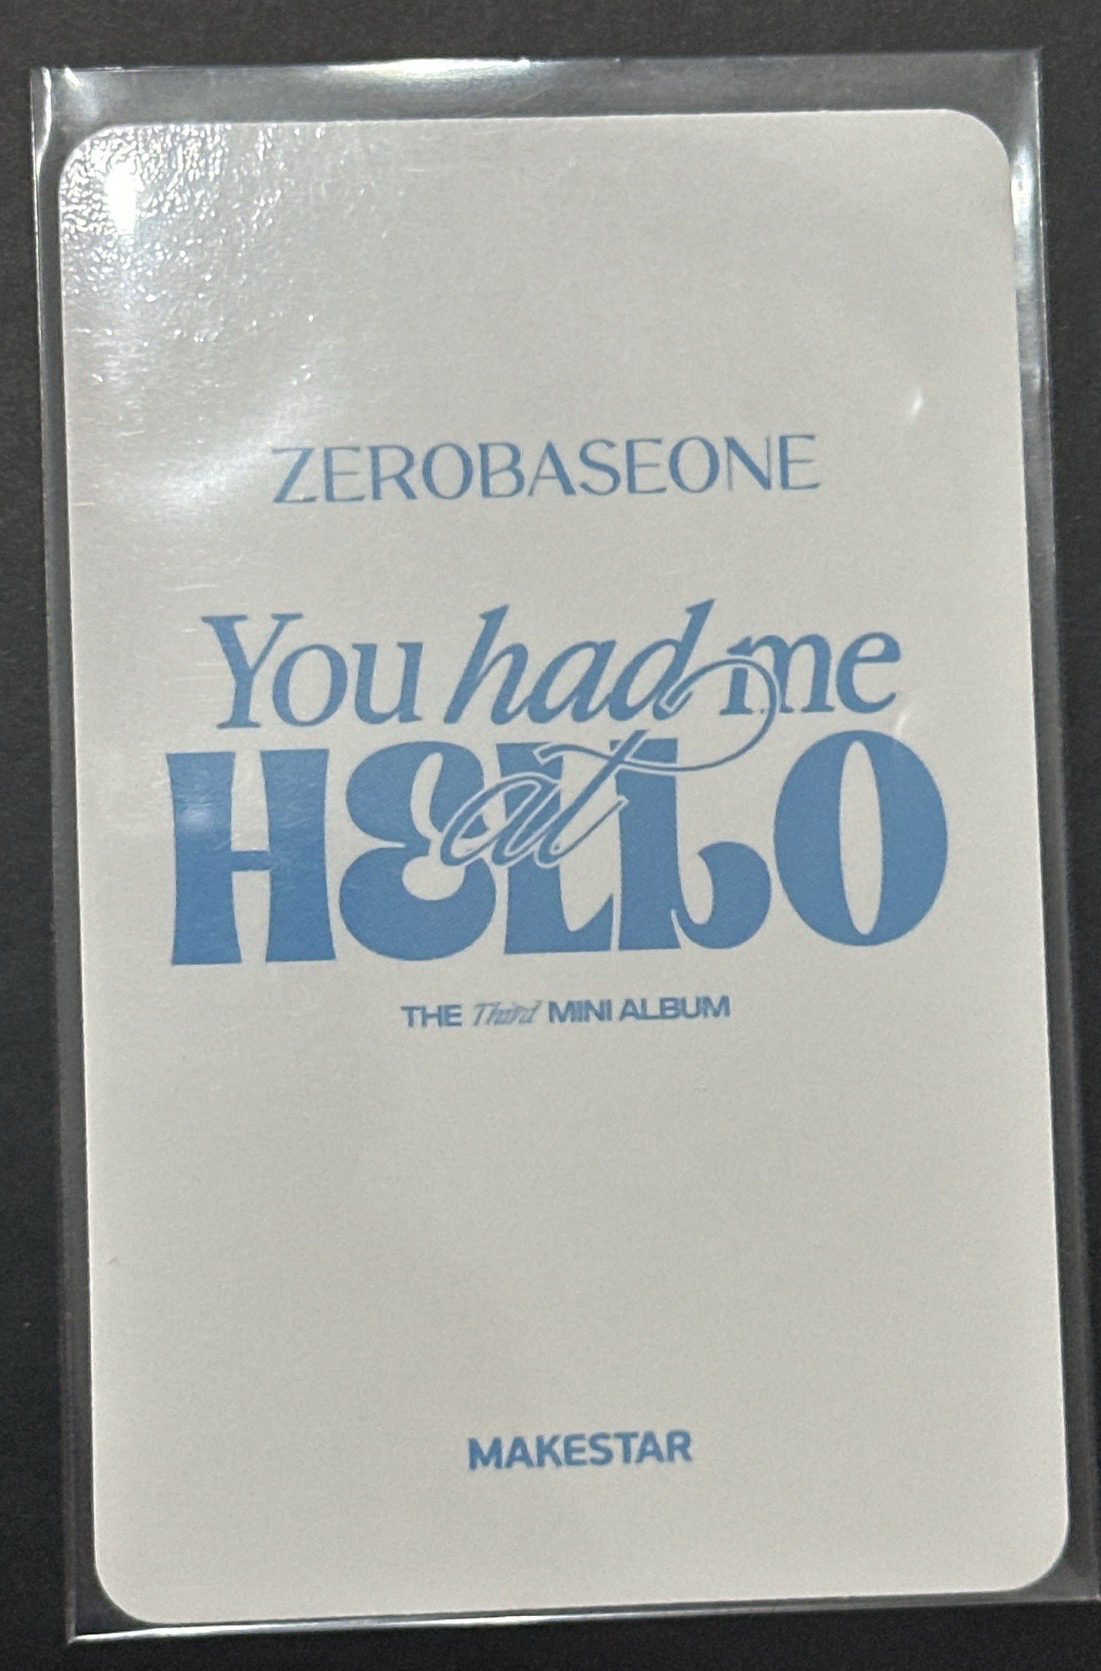 ZEROBASEONE
You had me
at
HELLO
THE Third MINI ALBUM
MAKESTAR